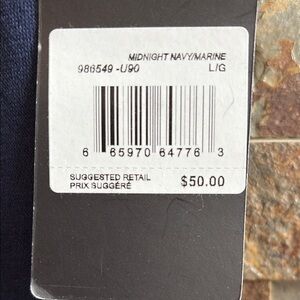 MIDNIGHT NAVY/MARINE
986549 -U90 L/G
6 65970 64776 3
SUGGESTED RETAIL
PRIX SUGGÉRÉ $50.00